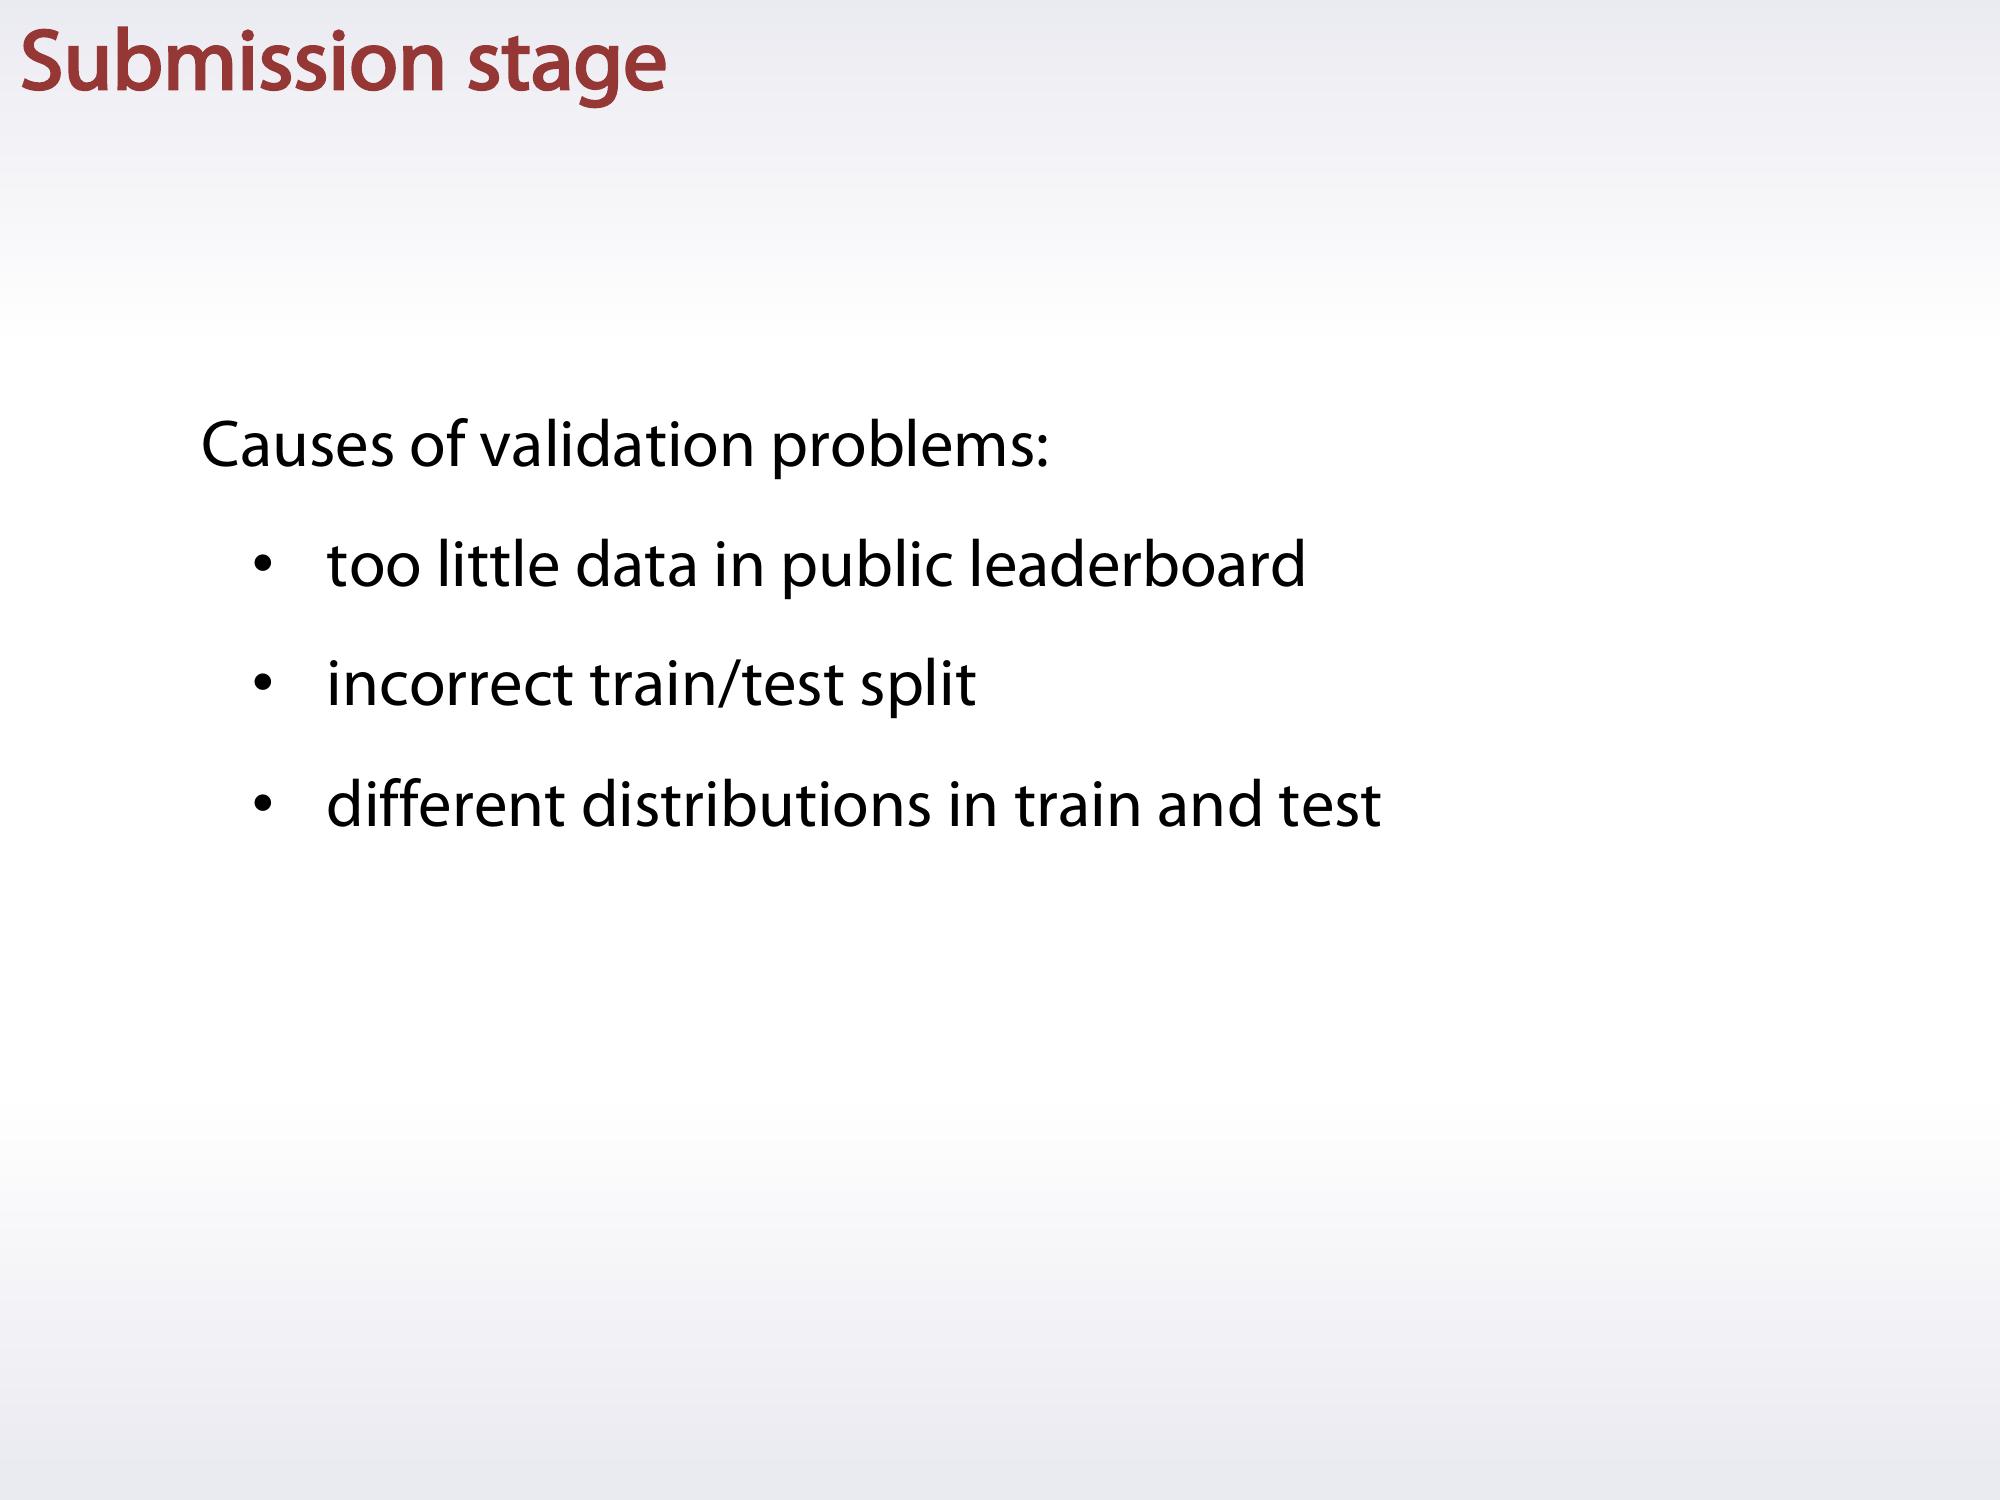 Submission stage
Causes of validation problems:
• too little data in public leaderboard
• incorrect train/test split
• different distributions in train and test